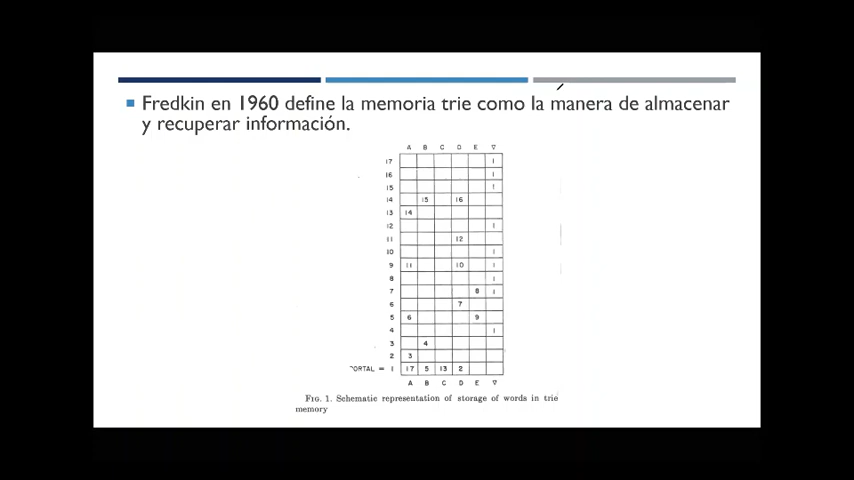 Fredkin en 1960 define la memoria trie como la manera de almacenar
y recuperar información.
A B C D E ∇
17 1
16 1
15 1
14 15 16
13 14
12 1
11 12
10 1
9 11 10 1
8 1
7 8 1
6 7
5 6 9
4 1
3 4
2 3
ORTAL = 1 17 5 13 2
A B C D E ∇
FIG. 1. Schematic representation of storage of words in trie
memory